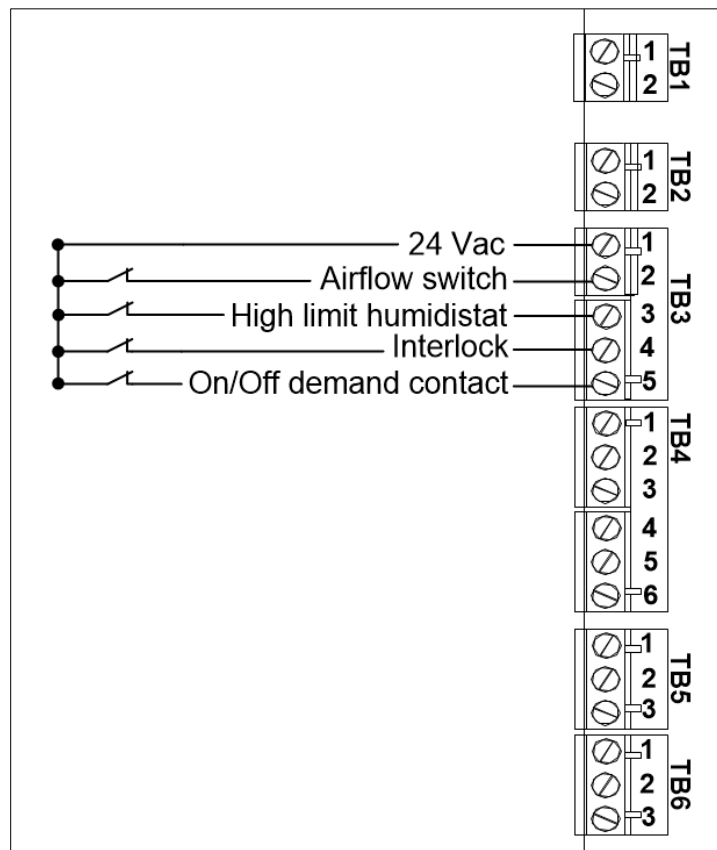 1
2
TB1
1
2
TB2
24 Vac 1
Airflow switch 2
High limit humidistat 3
Interlock 4
On/Off demand contact 5
TB3
1
2
3
4
5
6
TB4
1
2
3
TB5
1
2
3
TB6